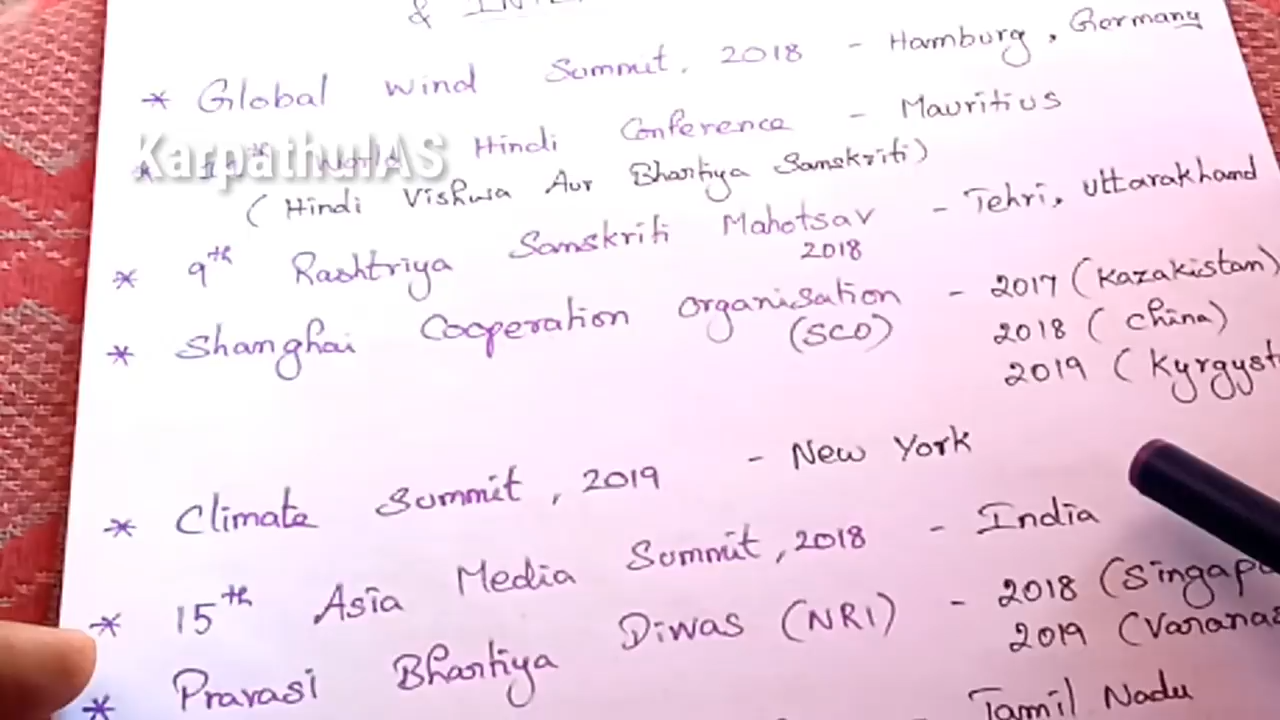 &
* Global Wind Summit, 2018 - Hamburg, Germany
* World Hindi Conference - Mauritius
KarpathuIAS
(Hindi Vishwa Aur Bhartiya Samskriti)
* 9th Rashtriya Samskriti Mahotsav 2018 - Tehri, Uttarakhand
* Shanghai Cooperation Organisation (SCO) - 2017 (Kazakistan)
2018 (China)
2019 (Kyrgyst
* Climate Summit, 2019 - New York
* 15th Asia Media Summit, 2018 - India
* Pravasi Bhartiya Diwas (NRI) - 2018 (Singap
2019 (Varanas
Tamil Nadu